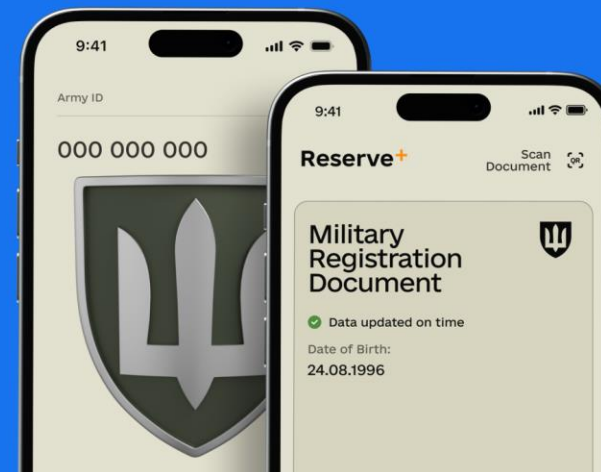 9:41
Army ID
000 000 000
9:41
Reserve+
Scan
Document
QR
Military
Registration
Document
Data updated on time
Date of Birth:
24.08.1996